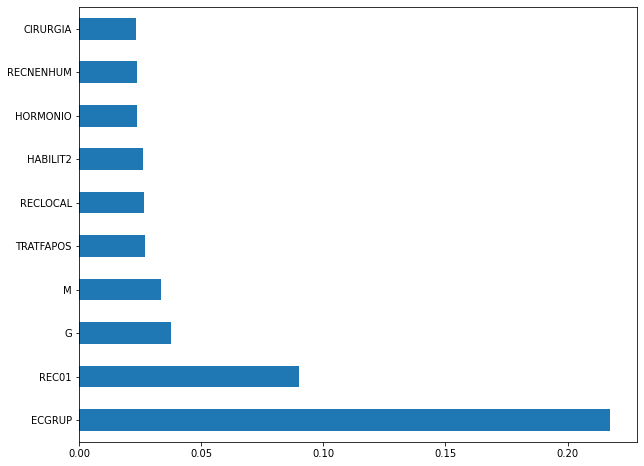 CIRURGIA
RECNENHUM
HORMONIO
HABILIT2
RECLOCAL
TRATFAPOS
M
G
REC01
ECGRUP
0.00 0.05 0.10 0.15 0.20